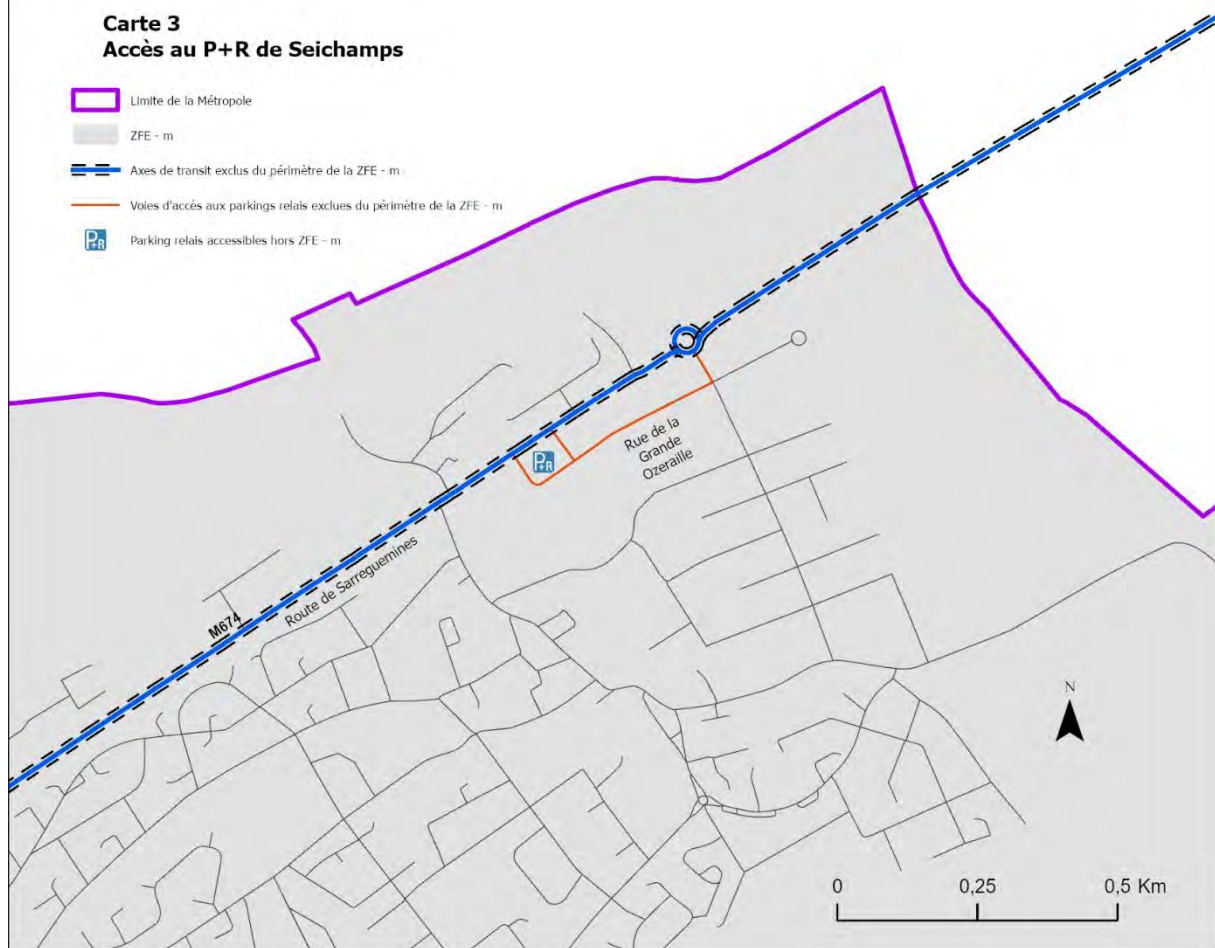 Carte 3
Accès au P+R de Seichamps
Limite de la Métropole
ZFE - m
Axes de transit exclus du périmètre de la ZFE - m
Voies d'accès aux parkings relais exclues du périmètre de la ZFE - m
P+R
Parking relais accessibles hors ZFE - m
P+R
Rue de la
Grande
Ozeraille
Route de Sarreguemines
M674
N
0 0,25 0,5 Km